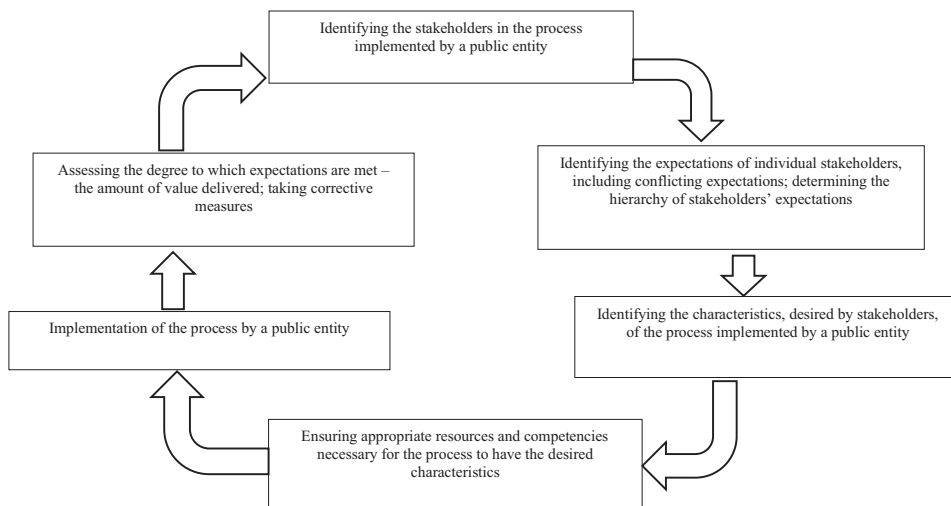 Identifying the stakeholders in the process
implemented by a public entity
Identifying the expectations of individual stakeholders,
including conflicting expectations; determining the
hierarchy of stakeholders’ expectations
Identifying the characteristics, desired by stakeholders,
of the process implemented by a public entity
Ensuring appropriate resources and competencies
necessary for the process to have the desired
characteristics
Implementation of the process by a public entity
Assessing the degree to which expectations are met –
the amount of value delivered; taking corrective
measures